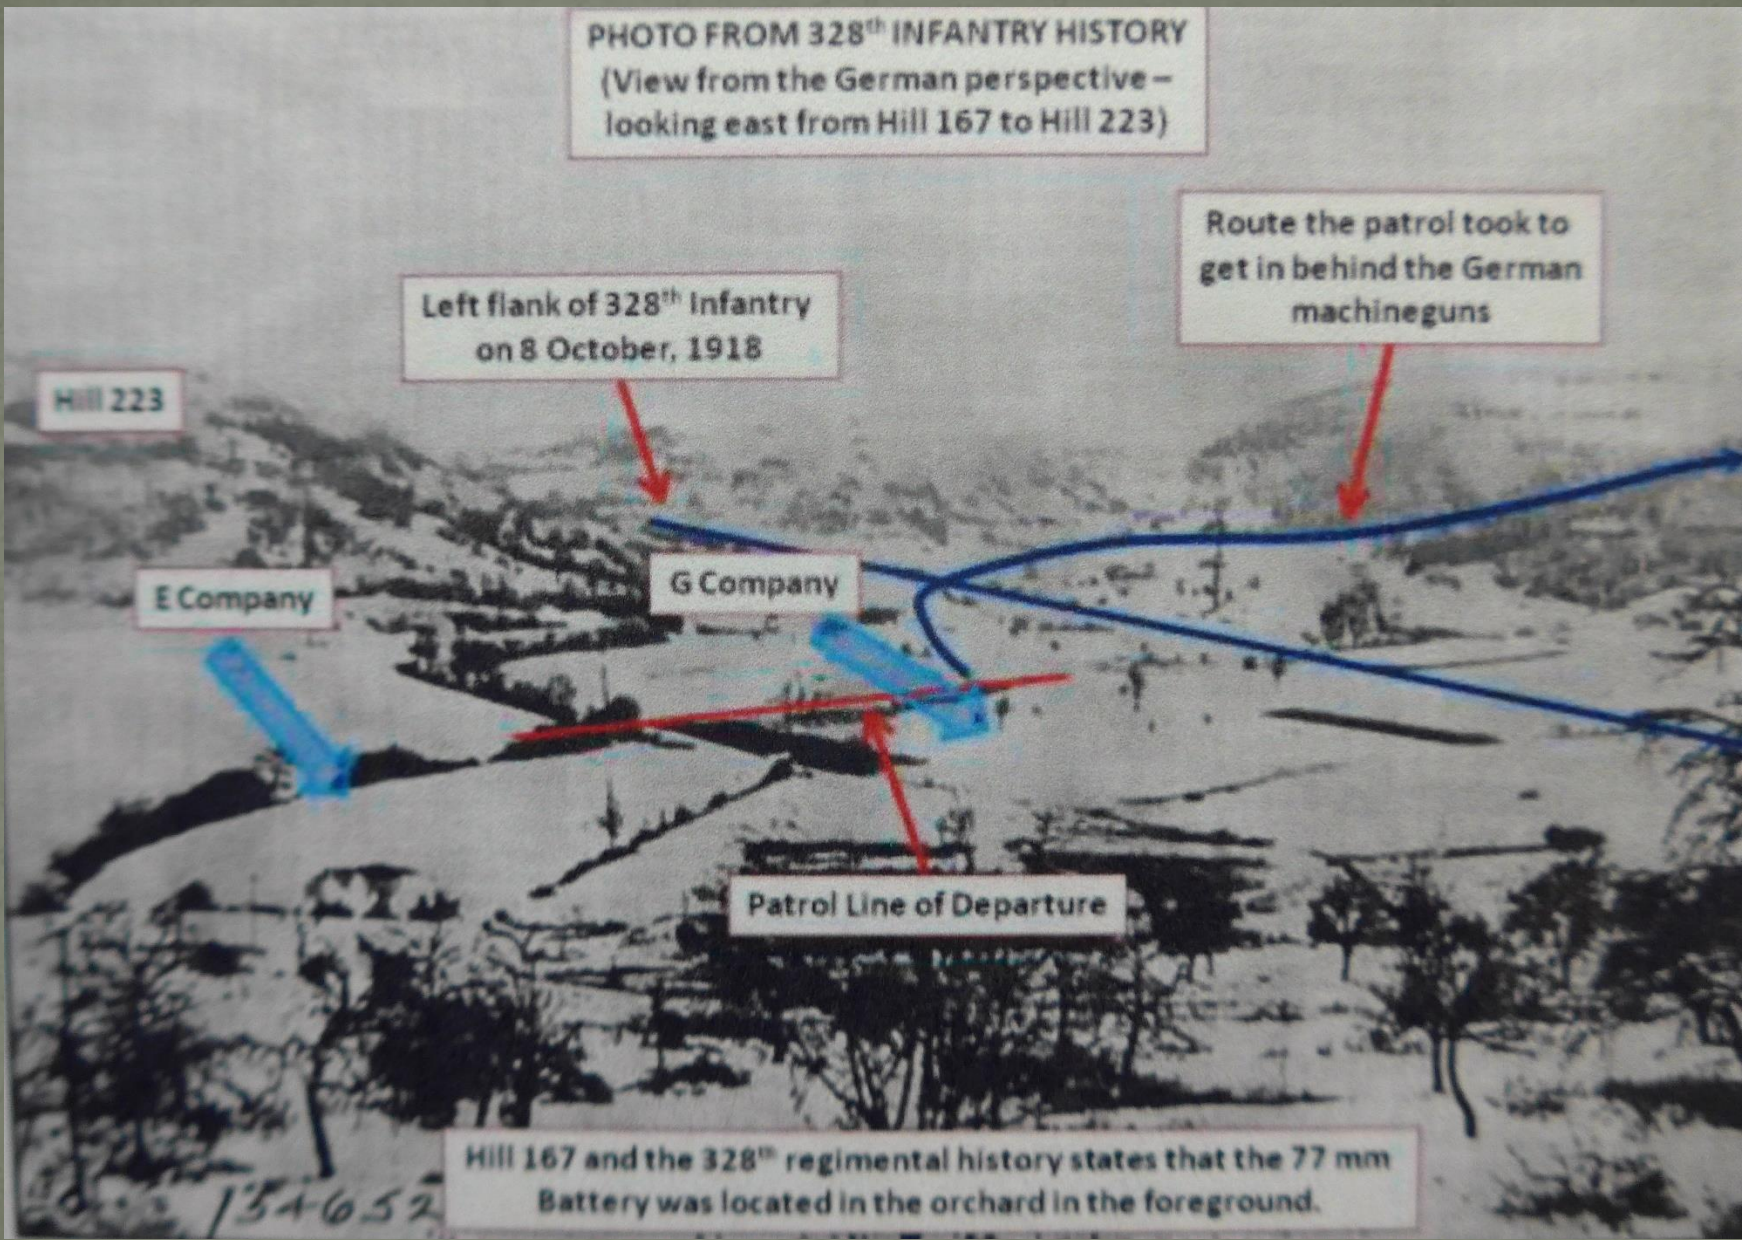 PHOTO FROM 328th INFANTRY HISTORY
(View from the German perspective –
looking east from Hill 167 to Hill 223)
Route the patrol took to
get in behind the German
machineguns
Left flank of 328th Infantry
on 8 October, 1918
Hill 223
G Company
E Company
Patrol Line of Departure
Hill 167 and the 328th regimental history states that the 77 mm
Battery was located in the orchard in the foreground.
154652